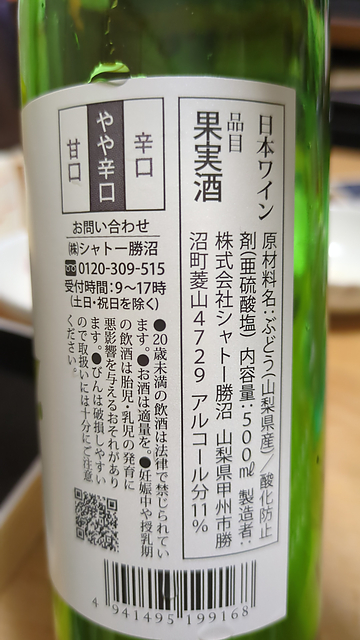 日本ワイン
品目
果実酒
原材料名：ぶどう（山梨県産）／酸化防止
剤（亜硫酸塩） 内容量：500㎖ 製造者：
株式会社シャトー勝沼 山梨県甲州市勝
沼町菱山4729 アルコール分11%
辛口
やや辛口
甘口
お問い合わせ
㈱シャトー勝沼
0120-309-515
受付時間：9〜17時
（土日・祝日を除く）
●20歳未満の飲酒は法律で禁じられてい
ます。●お酒は適量を。●妊娠中や授乳期
の飲酒は胎児・乳児の発育に
悪影響を与えるおそれがあり
ます。●びんは破損しやすい
ので取扱いには十分にご注意
ください。
4 941495 199168